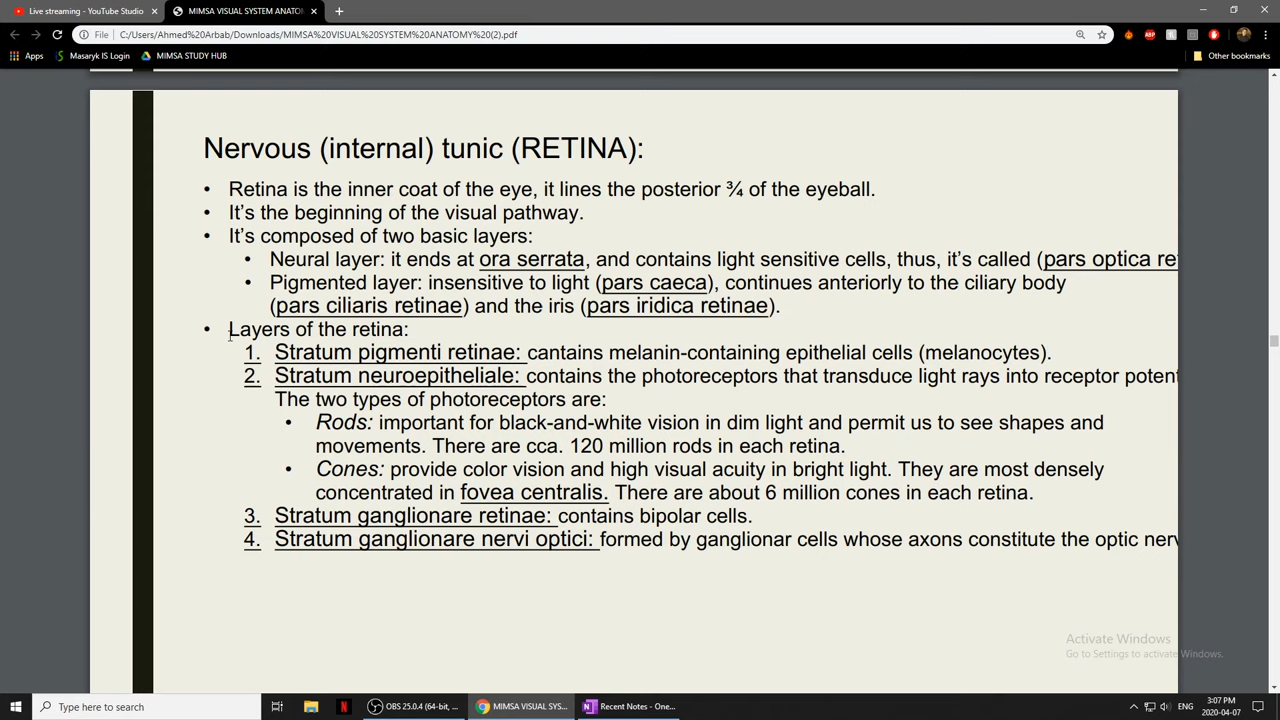 Live streaming - YouTube Studio
MIMSA VISUAL SYSTEM ANATOM
File
C:/Users/Ahmed%20Arbab/Downloads/MIMSA%20VISUAL%20SYSTEM%20ANATOMY%20(2).pdf
ABP
Apps
Masaryk IS Login
MIMSA STUDY HUB
Other bookmarks
Nervous (internal) tunic (RETINA):
• Retina is the inner coat of the eye, it lines the posterior ¾ of the eyeball.
• It's the beginning of the visual pathway.
• It's composed of two basic layers:
• Neural layer: it ends at ora serrata, and contains light sensitive cells, thus, it's called (pars optica re
• Pigmented layer: insensitive to light (pars caeca), continues anteriorly to the ciliary body
(pars ciliaris retinae) and the iris (pars iridica retinae).
• Layers of the retina:
1. Stratum pigmenti retinae: cantains melanin-containing epithelial cells (melanocytes).
2. Stratum neuroepitheliale: contains the photoreceptors that transduce light rays into receptor potent
The two types of photoreceptors are:
• Rods: important for black-and-white vision in dim light and permit us to see shapes and
movements. There are cca. 120 million rods in each retina.
• Cones: provide color vision and high visual acuity in bright light. They are most densely
concentrated in fovea centralis. There are about 6 million cones in each retina.
3. Stratum ganglionare retinae: contains bipolar cells.
4. Stratum ganglionare nervi optici: formed by ganglionar cells whose axons constitute the optic nerv
Activate Windows
Go to Settings to activate Windows.
Type here to search
N
OBS 25.0.4 (64-bit, ...
MIMSA VISUAL SYS...
Recent Notes - One...
ENG
3:07 PM
2020-04-07